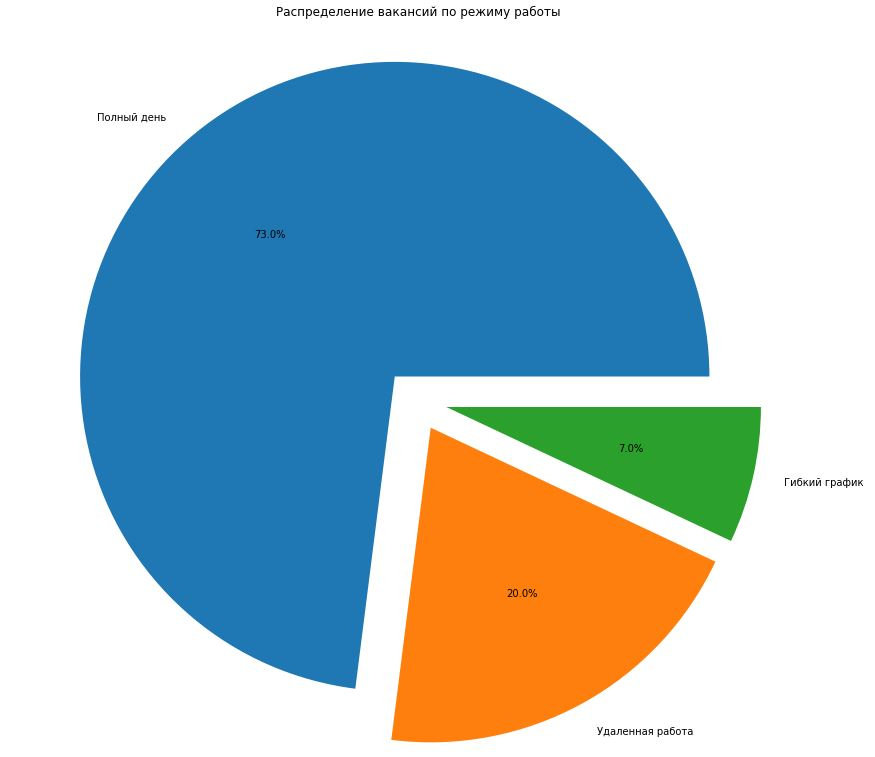 Распределение вакансий по режиму работы
Полный день
73.0%
7.0%
Гибкий график
20.0%
Удаленная работа